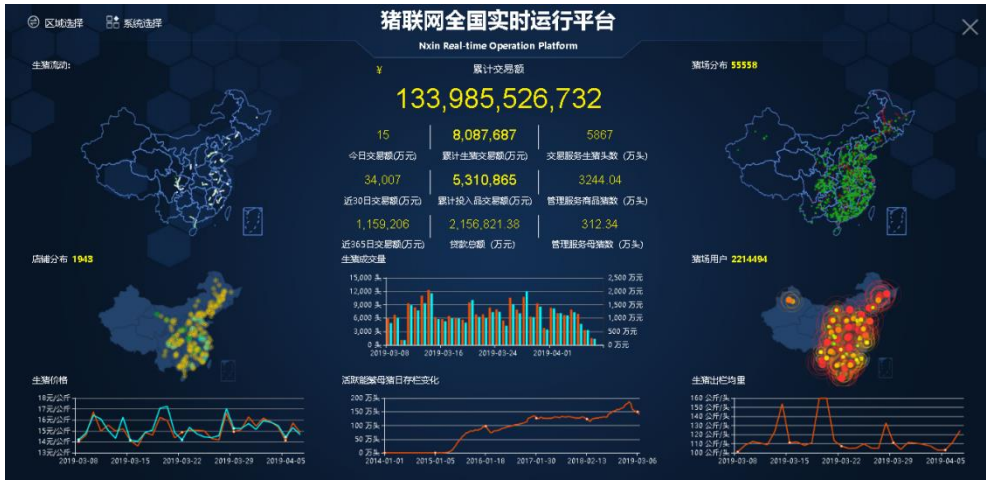 区域选择 系统选择
猪联网全国实时运行平台
Nxin Real-time Operation Platform
生猪流动:
¥ 累计交易额
133,985,526,732
15 8,087,687 5867
今日交易额(万元) 累计生猪交易额(万元) 交易服务生猪头数 (万头)
34,007 5,310,865 3244.04
近30日交易额(万元) 累计投入品交易额(万元) 管理服务商品猪数 (万头)
1,159,206 2,156,821.38 312.34
近365日交易额(万元) 贷款总额 (万元) 管理服务母猪数 (万头)
猪场分布 55558
店铺分布 1943
生猪成交量
15,000 头 2,500 万元
12,000 头 2,000 万元
9,000 头 1,500 万元
6,000 头 1,000 万元
3,000 头 500 万元
0 头 0 万元
2019-03-08 2019-03-16 2019-03-24 2019-04-01
猪场用户 2214494
生猪价格
18元/公斤
17元/公斤
16元/公斤
15元/公斤
14元/公斤
13元/公斤
2019-03-08 2019-03-15 2019-03-22 2019-03-29 2019-04-05
活跃能繁母猪日存栏变化
200 万头
150 万头
100 万头
50 万头
0 万头
2014-01-01 2015-01-05 2016-01-18 2017-01-30 2018-02-13 2019-03-06
生猪出栏均重
160 公斤/头
150 公斤/头
140 公斤/头
130 公斤/头
120 公斤/头
110 公斤/头
100 公斤/头
2019-03-08 2019-03-15 2019-03-22 2019-03-29 2019-04-05